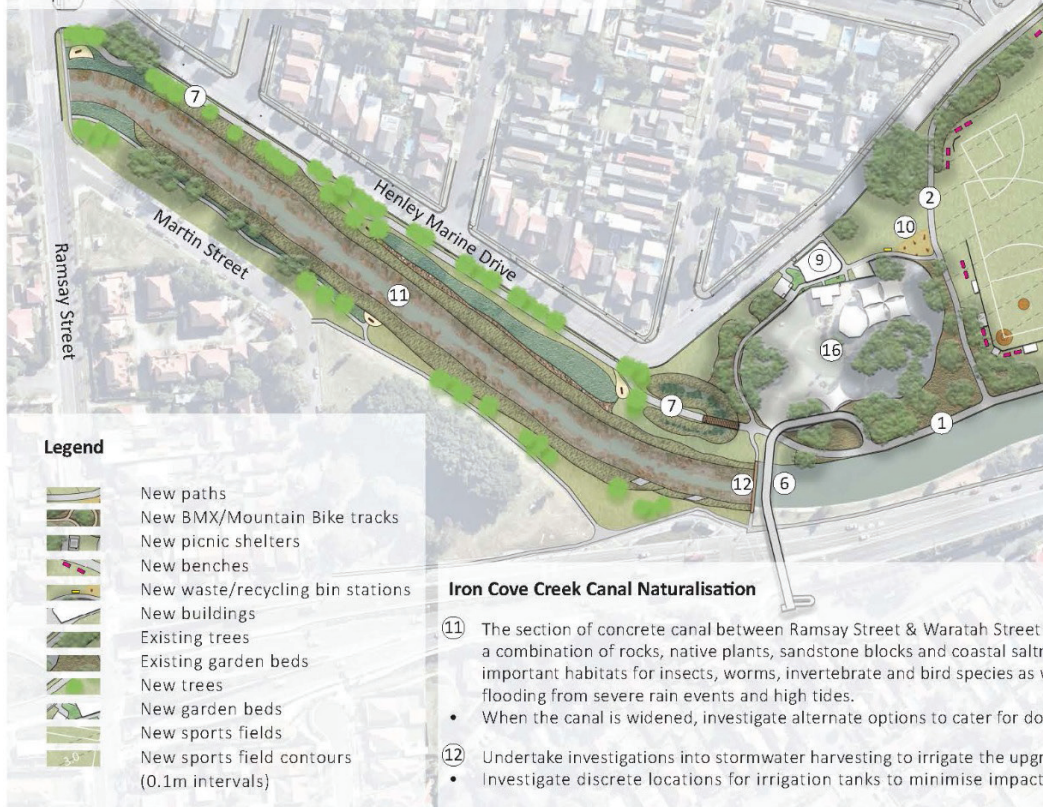 7
Henley Marine Drive
2
10
9
Martin Street
Ramsay Street
11
16
7
1
12
6
Legend
New paths
New BMX/Mountain Bike tracks
New picnic shelters
New benches
New waste/recycling bin stations
New buildings
Existing trees
Existing garden beds
New trees
New garden beds
New sports fields
3.0
New sports field contours
(0.1m intervals)
Iron Cove Creek Canal Naturalisation
11 The section of concrete canal between Ramsay Street & Waratah Street
a combination of rocks, native plants, sandstone blocks and coastal saltm
important habitats for insects, worms, invertebrate and bird species as w
flooding from severe rain events and high tides.
• When the canal is widened, investigate alternate options to cater for do
12 Undertake investigations into stormwater harvesting to irrigate the upgr
• Investigate discrete locations for irrigation tanks to minimise impact